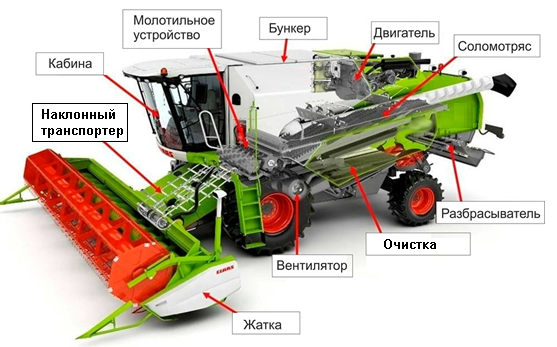 Молотильное
устройство
Бункер
Двигатель
Соломотряс
Кабина
Наклонный
транспортер
Разбрасыватель
Очистка
Вентилятор
CLAAS
Жатка